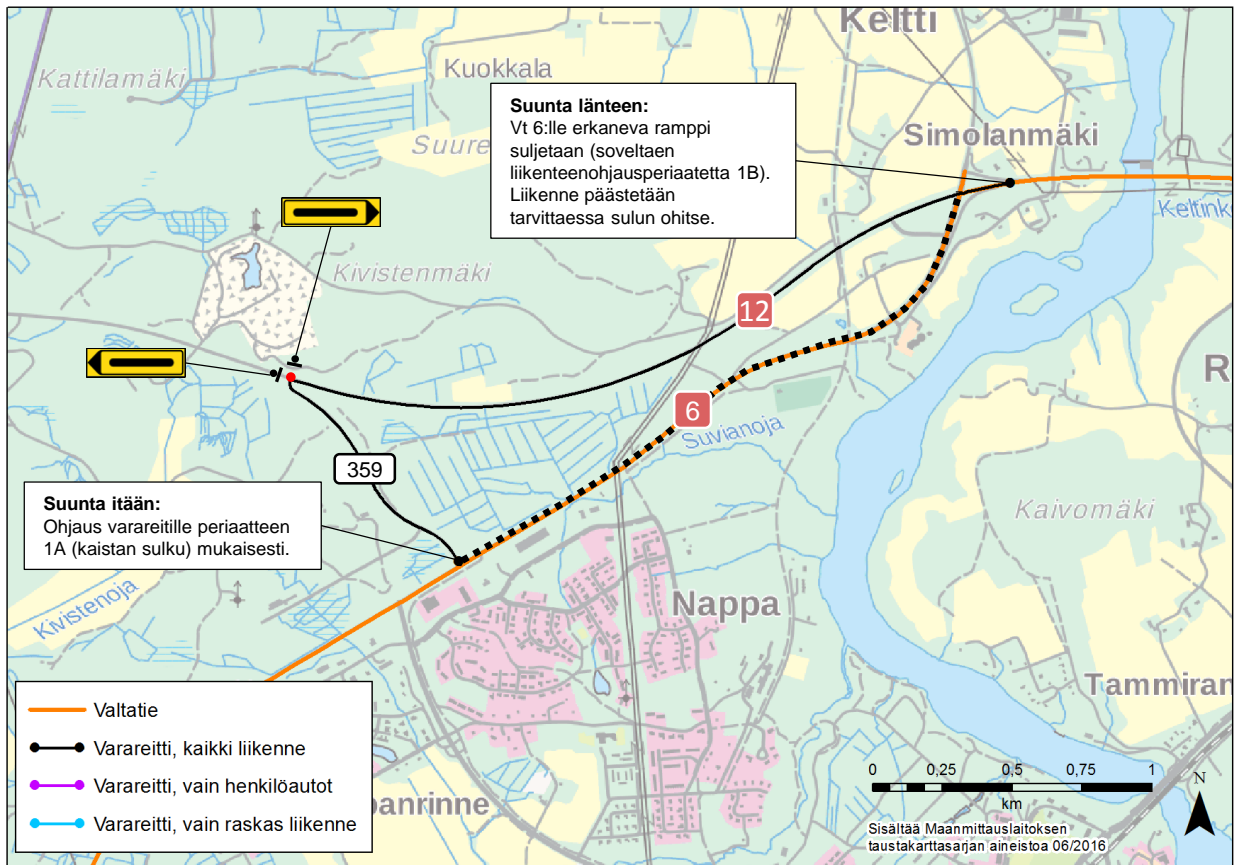 Keltti
Kattilamäki
Kuokkala
Suunta länteen:
Vt 6:lle erkaneva ramppi
suljetaan (soveltaen
liikenteenohjausperiaatetta 1B).
Liikenne päästetään
tarvittaessa sulun ohitse.
Suure
Simolanmäki
Keltink
Kivistenmäki
12
R
6
Suvianoja
359
Suunta itään:
Ohjaus varareitille periaatteen
1A (kaistan sulku) mukaisesti.
Kaivomäki
Nappa
Kivistenoja
Tammiran
Valtatie
Varareitti, kaikki liikenne
Varareitti, vain henkilöautot
Varareitti, vain raskas liikenne
panrinne
0 0,25 0,5 0,75 1
km
N
Sisältää Maanmittauslaitoksen
taustakarttasarjan aineistoa 06/2016